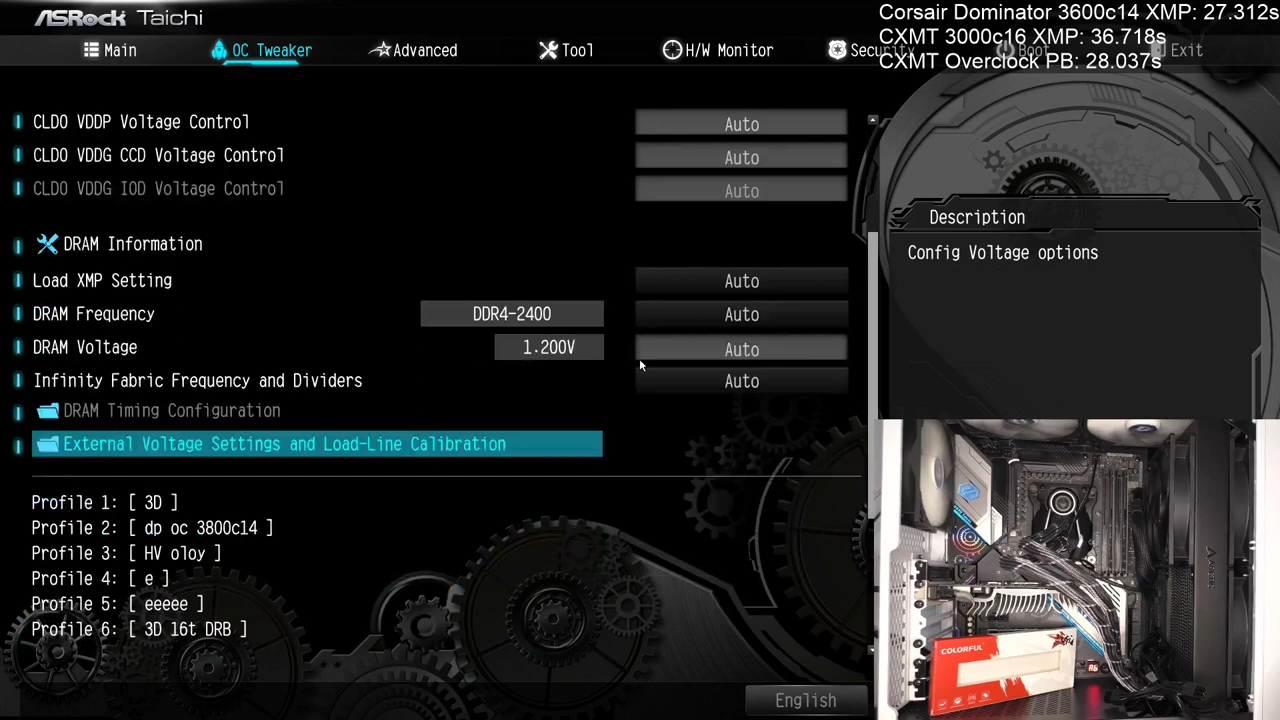 ASRock Taichi
Corsair Dominator 3600c14 XMP: 27.312s
CXMT 3000c16 XMP: 36.718s
CXMT Overclock PB: 28.037s
Main
OC Tweaker
Advanced
Tool
H/W Monitor
Security
Boot
Exit
CLDO VDDP Voltage Control
Auto
CLDO VDDG CCD Voltage Control
Auto
CLDO VDDG IOD Voltage Control
Auto
DRAM Information
Load XMP Setting
Auto
DRAM Frequency
DDR4-2400
Auto
DRAM Voltage
1.200V
Auto
Infinity Fabric Frequency and Dividers
Auto
DRAM Timing Configuration
External Voltage Settings and Load-Line Calibration
Profile 1: [ 3D ]
Profile 2: [ dp oc 3800c14 ]
Profile 3: [ HV oloy ]
Profile 4: [ e ]
Profile 5: [ eeeee ]
Profile 6: [ 3D 16t DRB ]
Description
Config Voltage options
English
COLORFUL